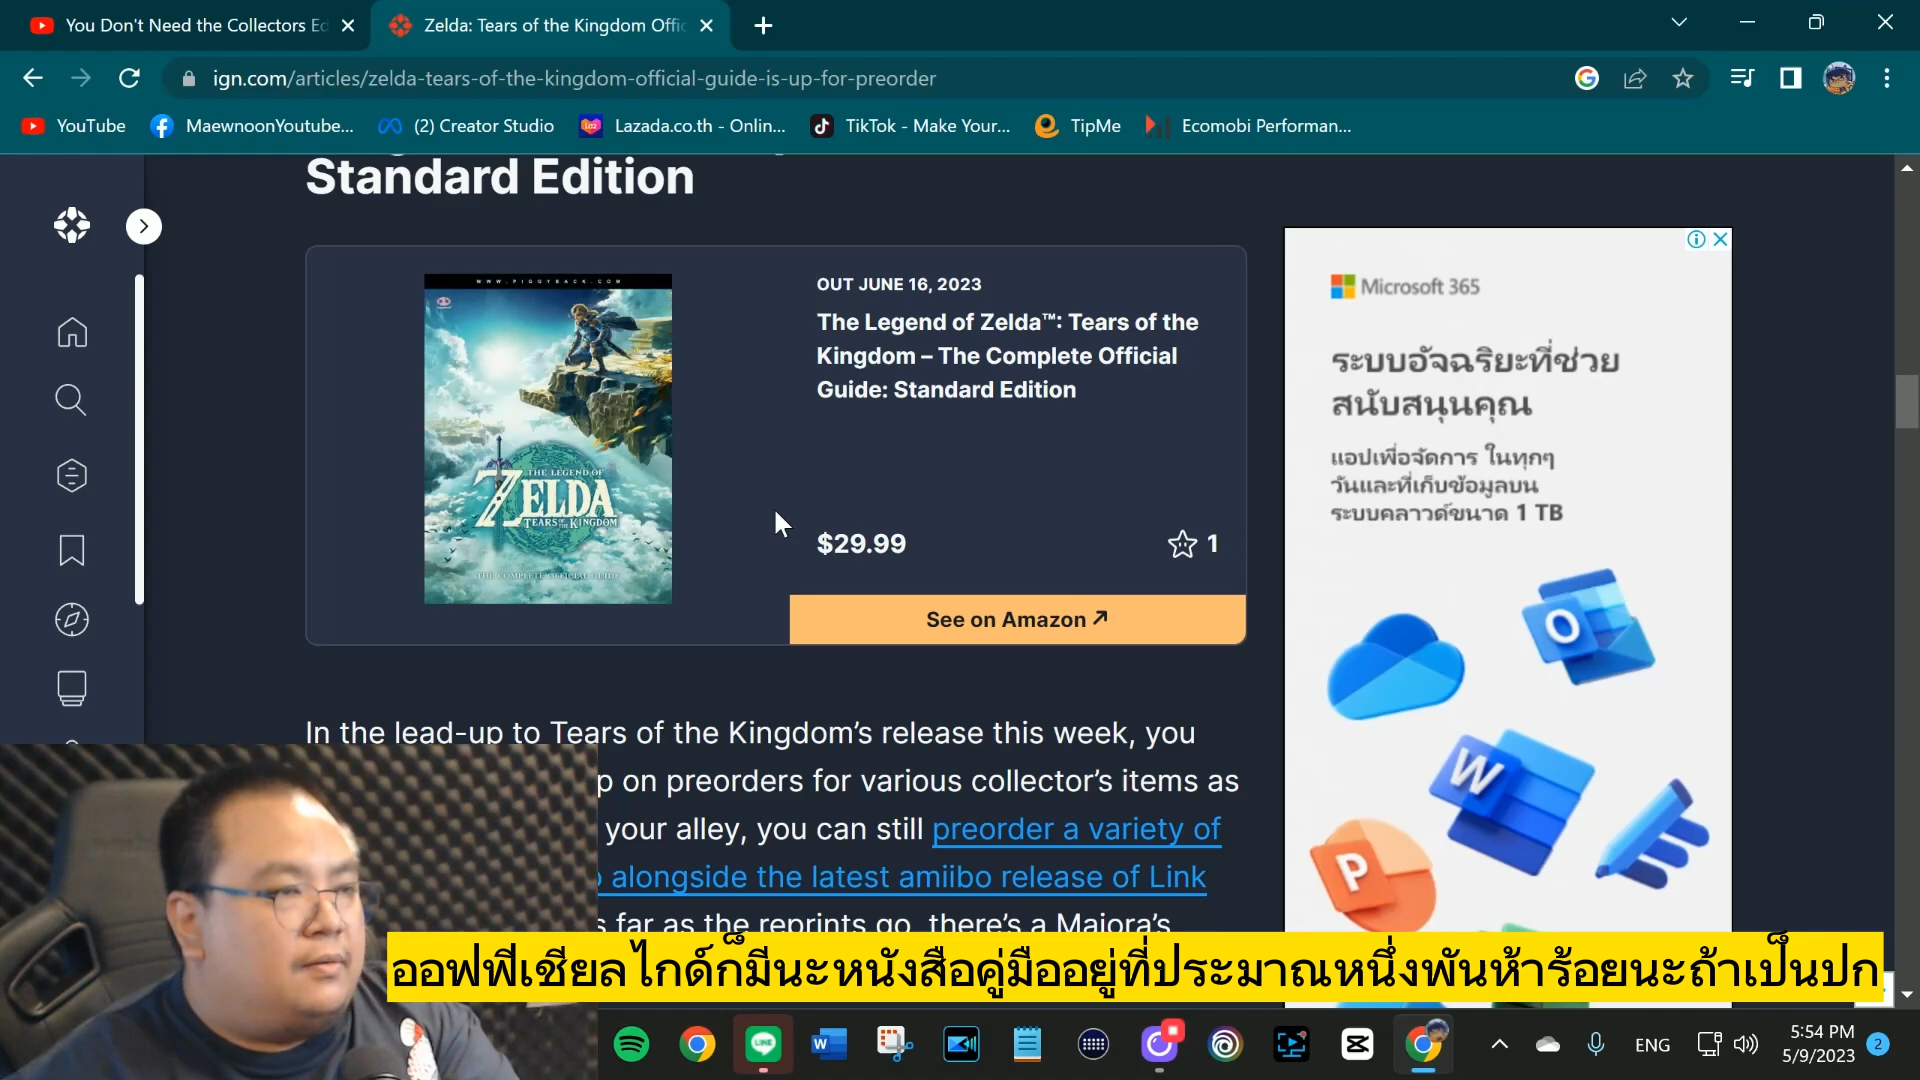 You Don't Need the Collectors Ed
Zelda: Tears of the Kingdom Offic
ign.com/articles/zelda-tears-of-the-kingdom-official-guide-is-up-for-preorder
YouTube
MaewnoonYoutube...
(2) Creator Studio
Lazada.co.th - Onlin...
TikTok - Make Your...
TipMe
Ecomobi Performan...
Standard Edition
WWW.PIGGYBACK.COM
THE LEGEND OF
ZELDA
TEARS OF THE KINGDOM
THE COMPLETE OFFICIAL GUIDE
OUT JUNE 16, 2023
The Legend of Zelda™: Tears of the
Kingdom – The Complete Official
Guide: Standard Edition
$29.99
1
See on Amazon
Microsoft 365
ระบบอัจฉริยะที่ช่วย
สนับสนุนคุณ
แอปเพื่อจัดการ ในทุกๆ
วันและที่เก็บข้อมูลบน
ระบบคลาวด์ขนาด 1 TB
In the lead-up to Tears of the Kingdom's release this week, you
p on preorders for various collector's items as
your alley, you can still preorder a variety of
alongside the latest amiibo release of Link
s far as the reprints go, there's a Majora's
ออฟฟีเชียลไกด์ก็มีนะหนังสือคู่มืออยู่ที่ประมาณหนึ่งพันห้าร้อยนะถ้าเป็นปก
ENG
5:54 PM
5/9/2023
2